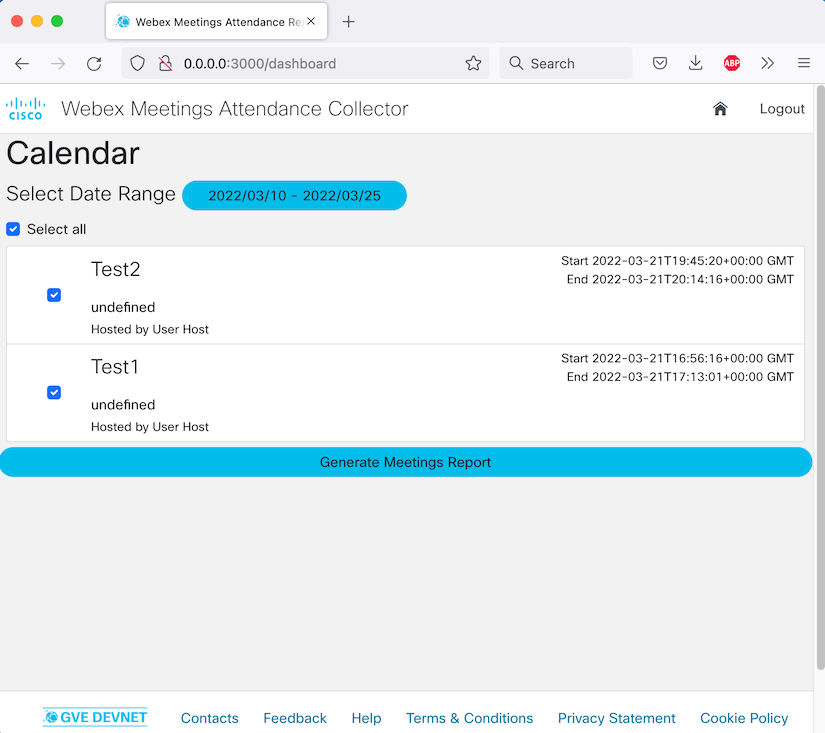 Webex Meetings Attendance Re
0.0.0.0:3000/dashboard
Search
ABP
CISCO
Webex Meetings Attendance Collector
Logout
Calendar
Select Date Range
2022/03/10 - 2022/03/25
Select all
Test2
Start 2022-03-21T19:45:20+00:00 GMT
End 2022-03-21T20:14:16+00:00 GMT
undefined
Hosted by User Host
Test1
Start 2022-03-21T16:56:16+00:00 GMT
End 2022-03-21T17:13:01+00:00 GMT
undefined
Hosted by User Host
Generate Meetings Report
GVE DEVNET
Contacts
Feedback
Help
Terms & Conditions
Privacy Statement
Cookie Policy